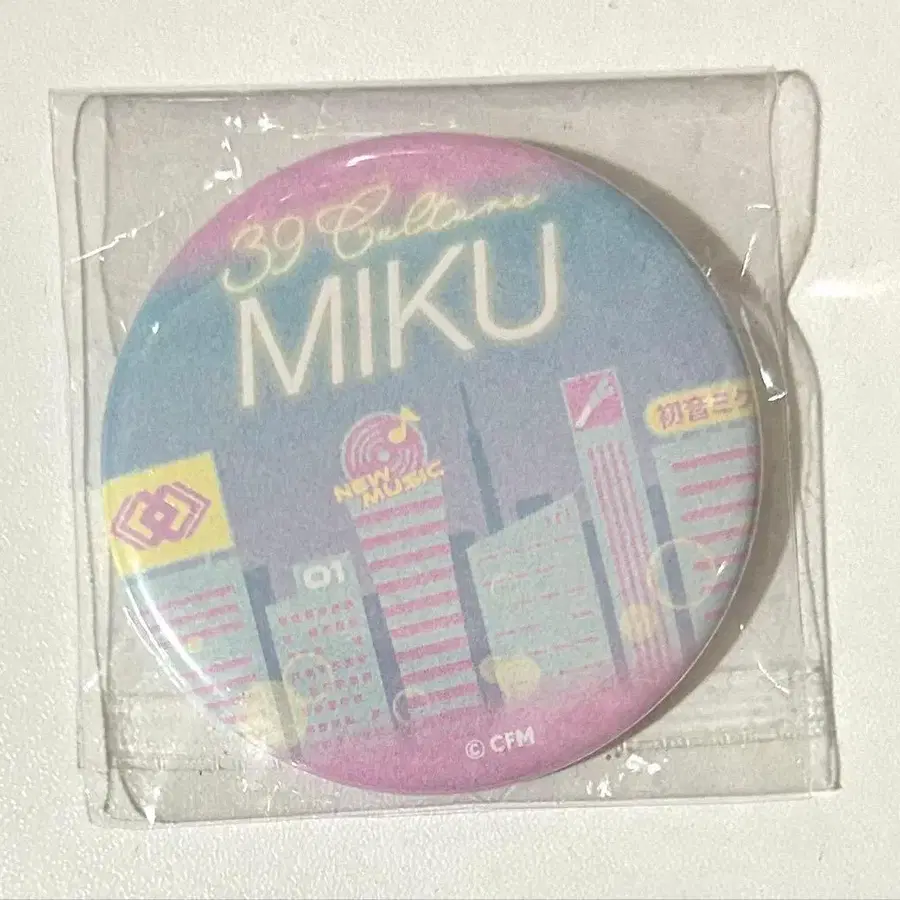 39 Culture
MIKU
初音ミク
NEW
MUSIC
01
© CFM